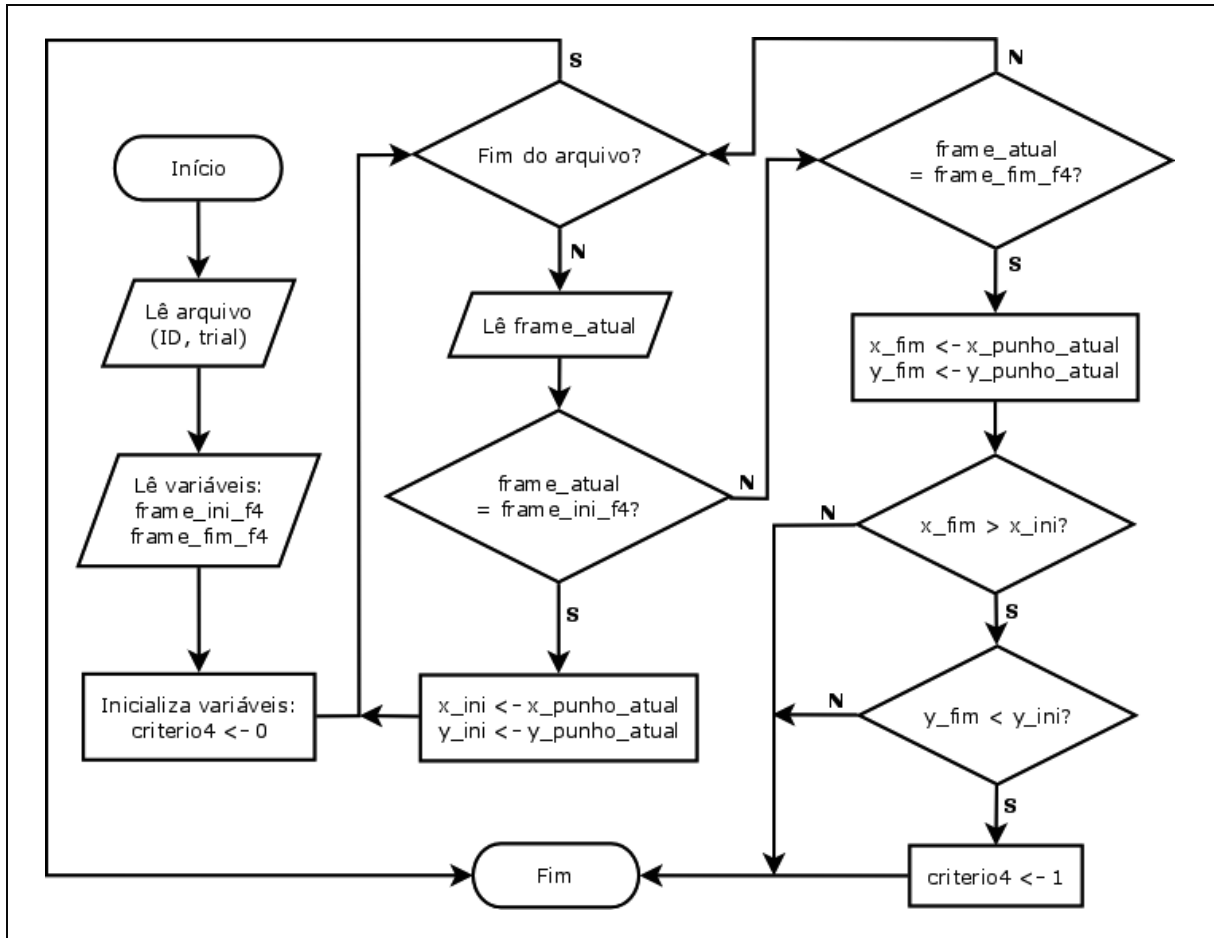 Início
Lê arquivo
(ID, trial)
Lê variáveis:
frame_ini_f4
frame_fim_f4
Inicializa variáveis:
criterio4 <- 0
Fim do arquivo?
S
N
Lê frame_atual
frame_atual
= frame_ini_f4?
N
S
x_ini <- x_punho_atual
y_ini <- y_punho_atual
frame_atual
= frame_fim_f4?
N
S
x_fim <- x_punho_atual
y_fim <- y_punho_atual
x_fim > x_ini?
N
S
y_fim < y_ini?
N
S
criterio4 <- 1
Fim